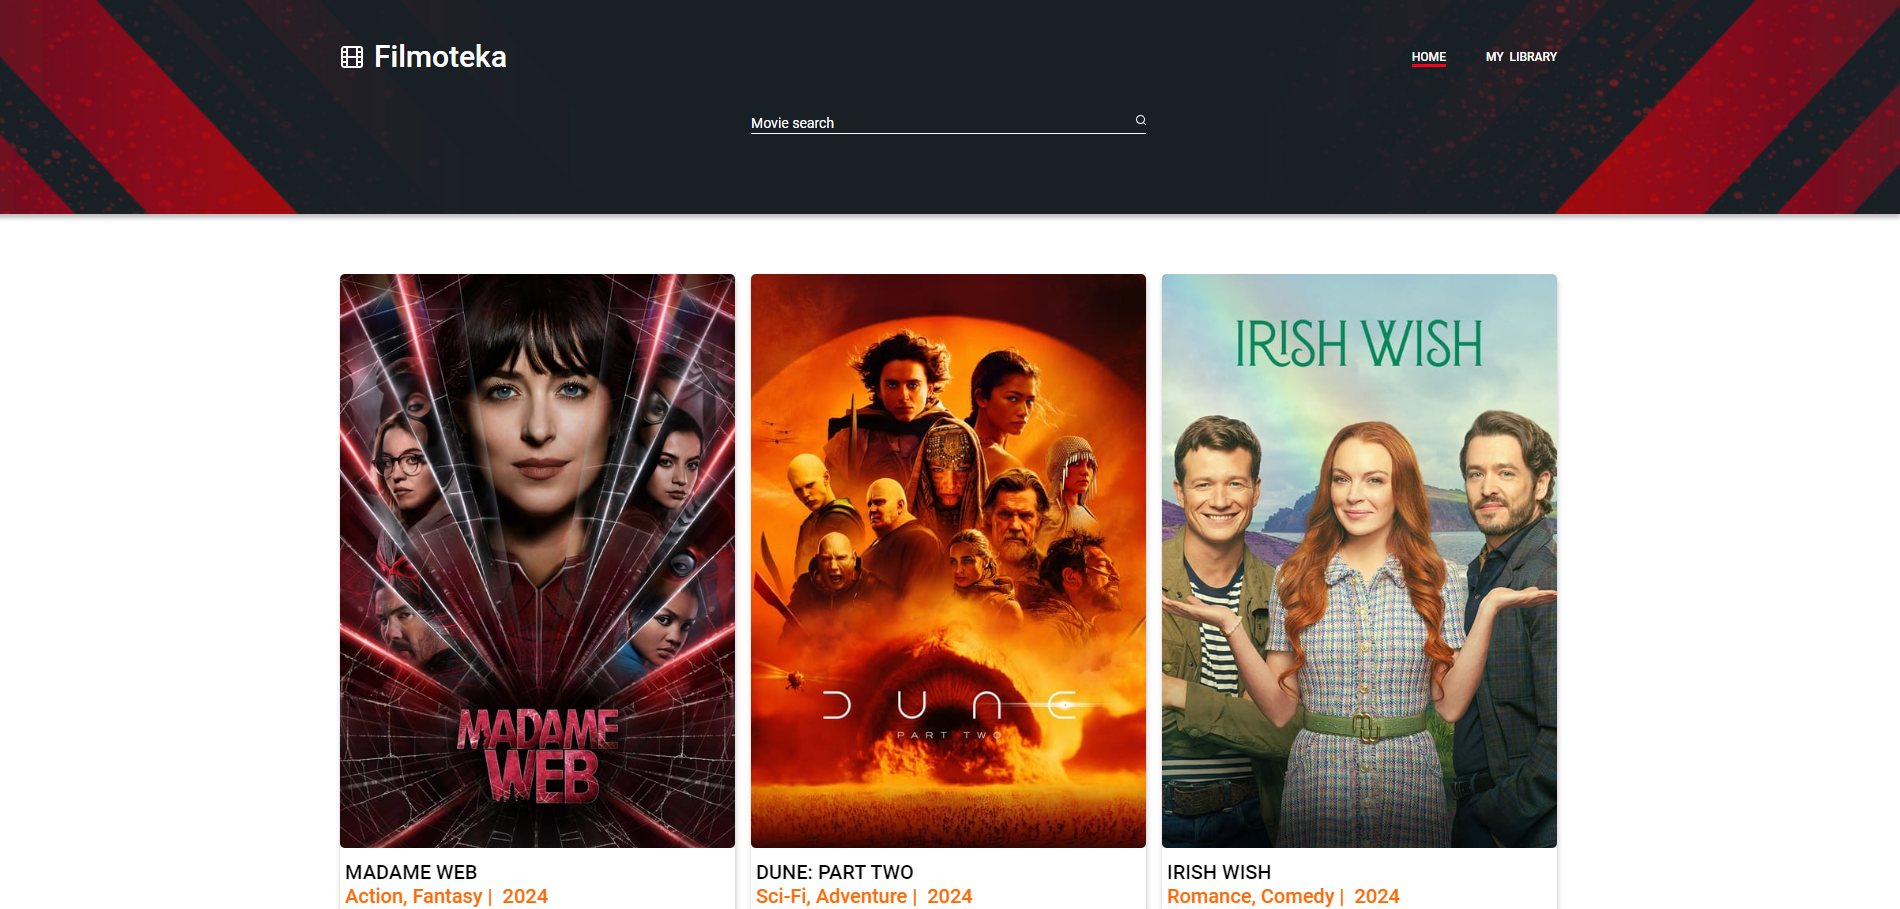 Filmoteka
HOME
MY LIBRARY
Movie search
IRISH WISH
DUNE
PART TWO
MADAME
WEB
MADAME WEB
Action, Fantasy | 2024
DUNE: PART TWO
Sci-Fi, Adventure | 2024
IRISH WISH
Romance, Comedy | 2024